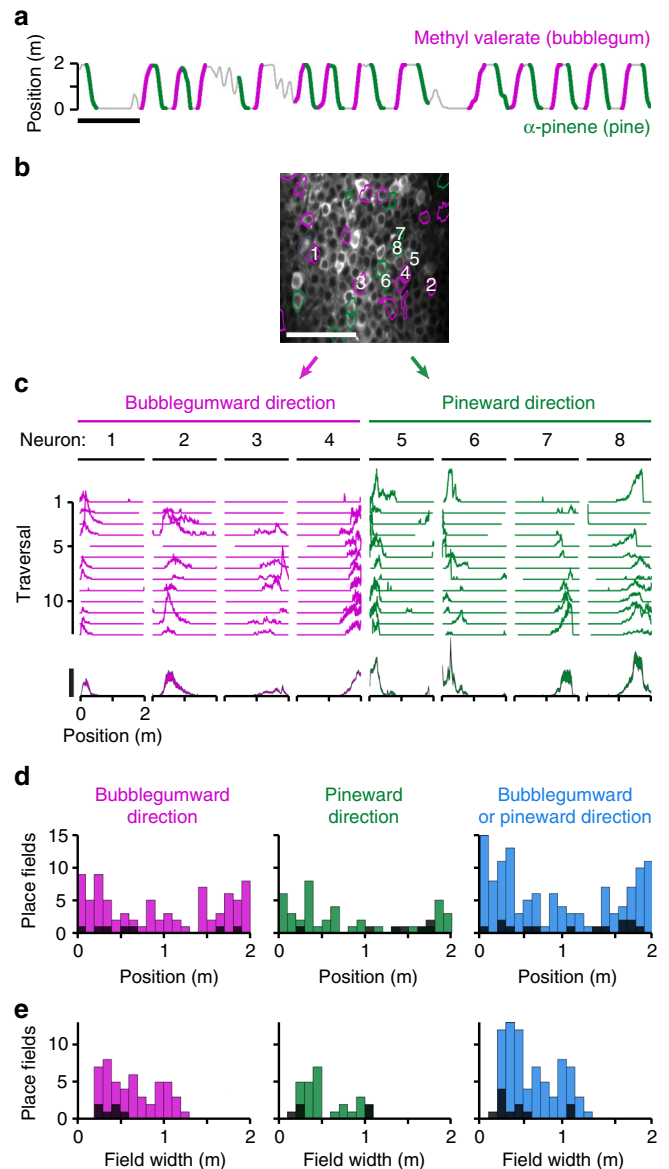 a
Methyl valerate (bubblegum)
Position (m)
2
0
α-pinene (pine)
b
1
2
3
4
5
6
7
8
c
Bubblegumward direction
Pineward direction
Neuron:
1 2 3 4 5 6 7 8
Traversal
1
5
10
0 2
Position (m)
d
Bubblegumward direction
Pineward direction
Bubblegumward or pineward direction
Place fields
15
10
5
0
0 1 2
0 1 2
0 1 2
Position (m)
Position (m)
Position (m)
e
Place fields
10
5
0
0 1 2
0 1 2
0 1 2
Field width (m)
Field width (m)
Field width (m)